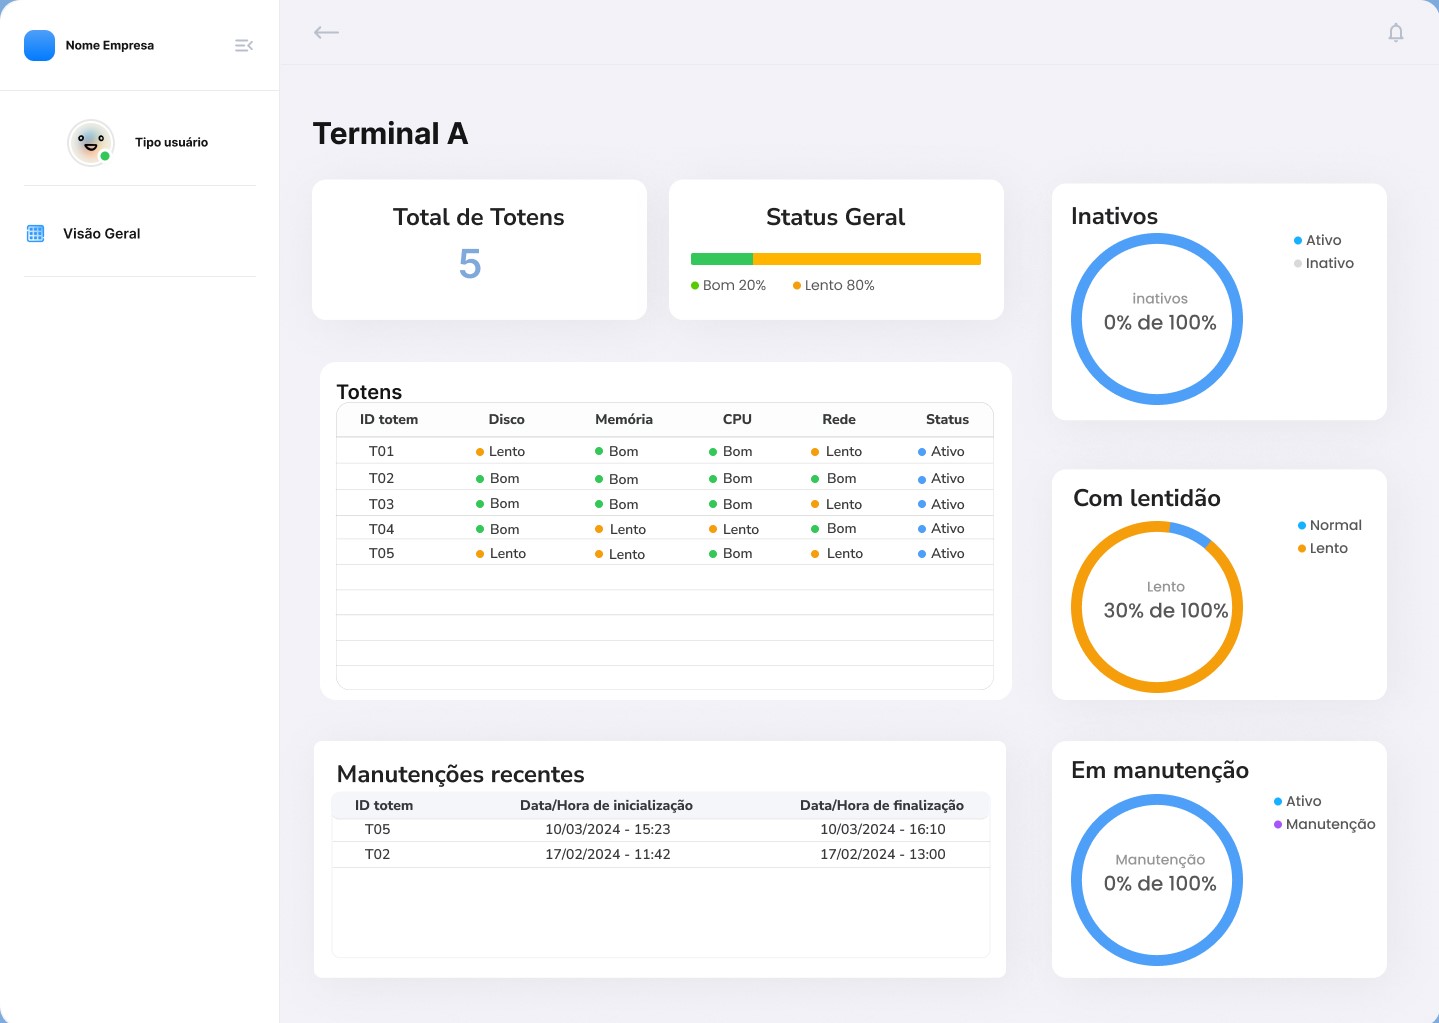 Nome Empresa
Tipo usuário
Visão Geral
Terminal A
Total de Totens
5
Status Geral
Bom 20% Lento 80%
Totens
ID totem Disco Memória CPU Rede Status
T01 Lento Bom Bom Lento Ativo
T02 Bom Bom Bom Bom Ativo
T03 Bom Bom Bom Lento Ativo
T04 Bom Lento Lento Bom Ativo
T05 Lento Lento Bom Lento Ativo
Manutenções recentes
ID totem Data/Hora de inicialização Data/Hora de finalização
T05 10/03/2024 - 15:23 10/03/2024 - 16:10
T02 17/02/2024 - 11:42 17/02/2024 - 13:00
Inativos
Ativo
Inativo
inativos
0% de 100%
Com lentidão
Normal
Lento
Lento
30% de 100%
Em manutenção
Ativo
Manutenção
Manutenção
0% de 100%